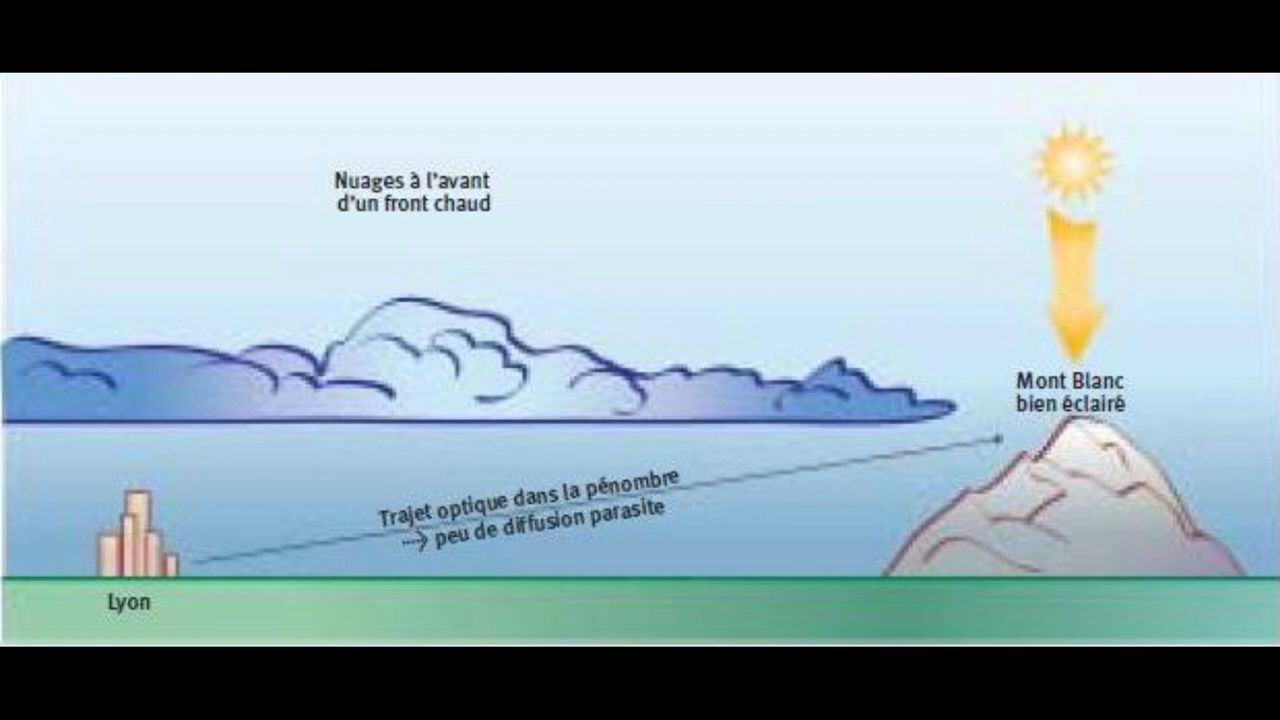 Nuages à l'avant
d'un front chaud
Mont Blanc
bien éclairé
Trajet optique dans la pénombre
⤍ peu de diffusion parasite
Lyon